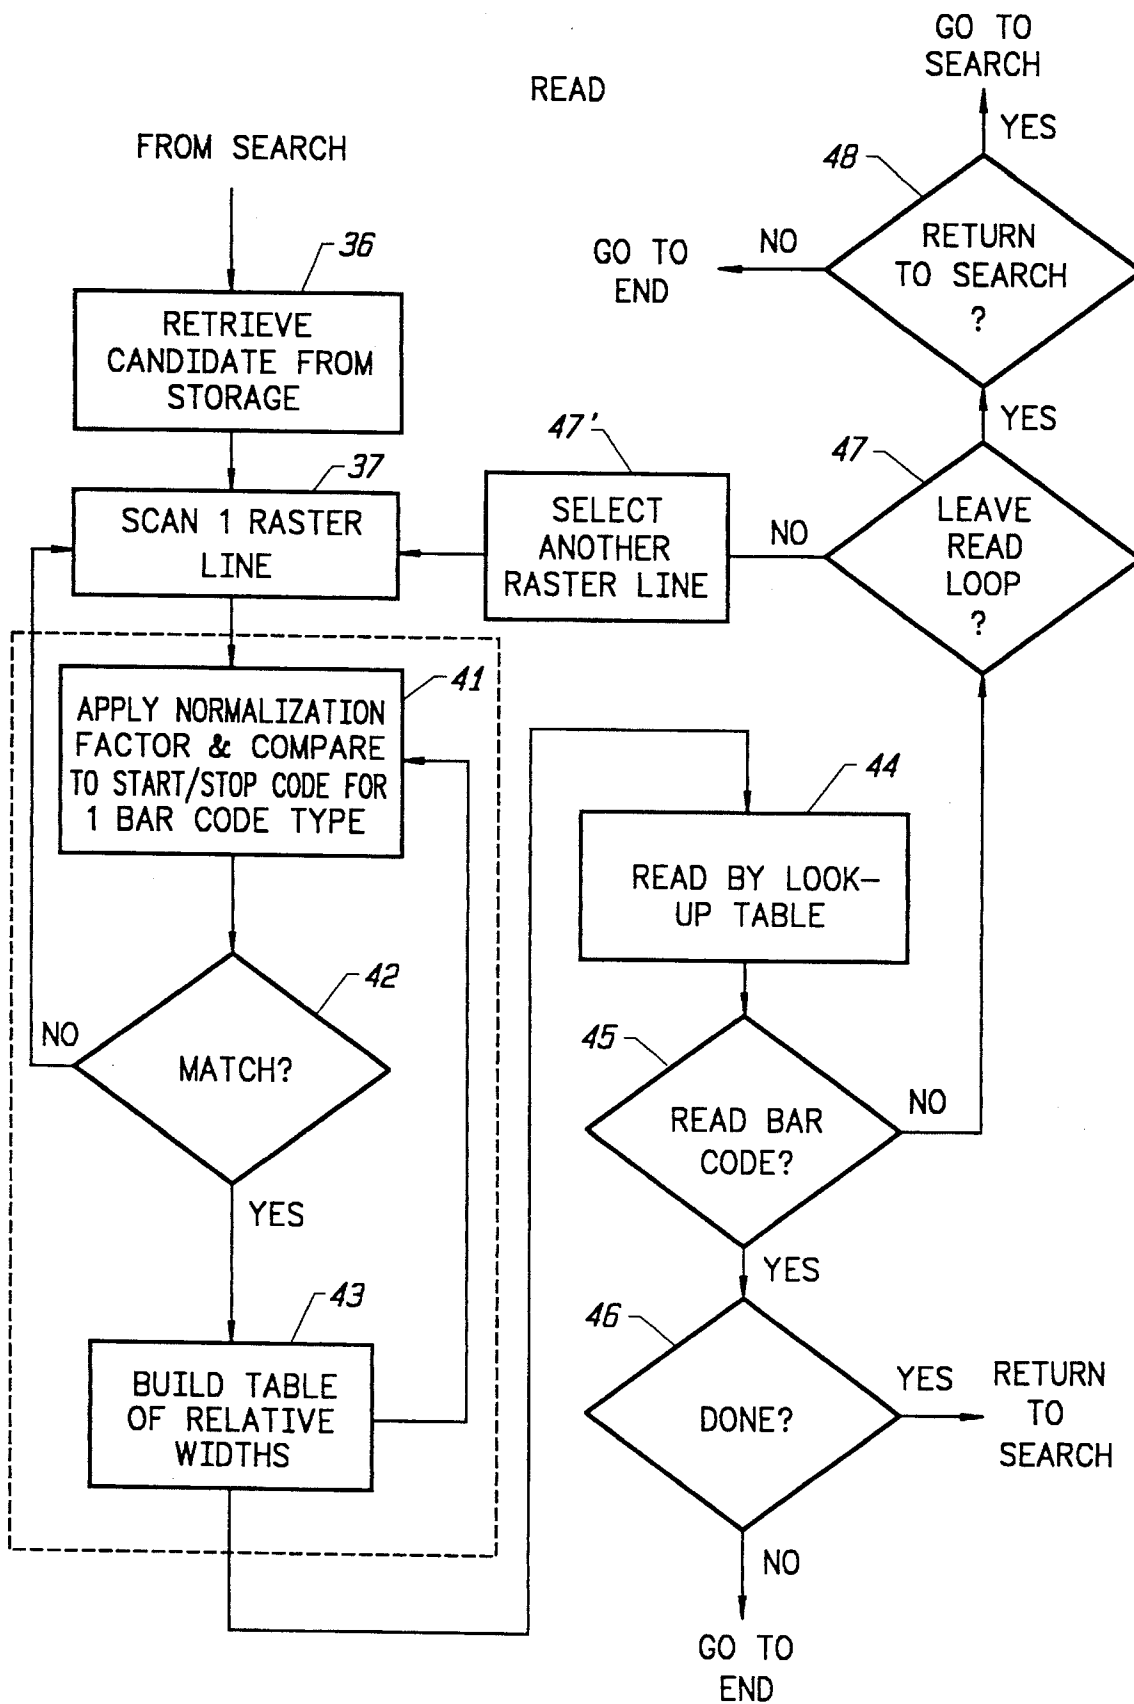 READ
FROM SEARCH
36
RETRIEVE
CANDIDATE FROM
STORAGE
37
SCAN 1 RASTER
LINE
41
APPLY NORMALIZATION
FACTOR & COMPARE
TO START/STOP CODE FOR
1 BAR CODE TYPE
42
MATCH?
NO
YES
43
BUILD TABLE
OF RELATIVE
WIDTHS
44
READ BY LOOK-
UP TABLE
45
READ BAR
CODE?
NO
YES
46
DONE?
YES
RETURN
TO
SEARCH
NO
GO TO
END
47
LEAVE
READ
LOOP
?
NO
47'
SELECT
ANOTHER
RASTER LINE
YES
48
RETURN
TO SEARCH
?
NO
GO TO
END
YES
GO TO
SEARCH